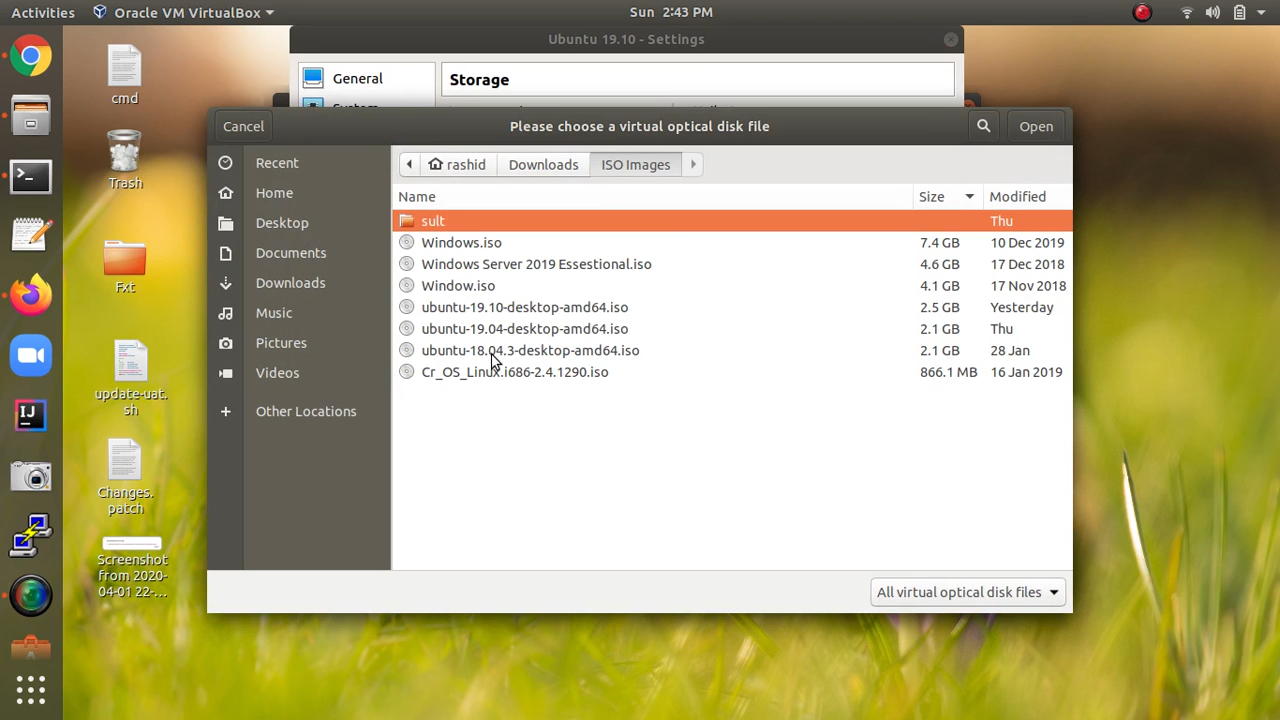 Activities
Oracle VM VirtualBox
Sun 2:43 PM
cmd
Trash
Fxt
update-uat.
sh
Changes.
patch
Screenshot
from 2020-
04-01 22-...
Ubuntu 19.10 - Settings
General
Storage
Cancel
Please choose a virtual optical disk file
Open
Recent
Home
Desktop
Documents
Downloads
Music
Pictures
Videos
Other Locations
rashid
Downloads
ISO Images
Name Size Modified
sult Thu
Windows.iso 7.4 GB 10 Dec 2019
Windows Server 2019 Essestional.iso 4.6 GB 17 Dec 2018
Window.iso 4.1 GB 17 Nov 2018
ubuntu-19.10-desktop-amd64.iso 2.5 GB Yesterday
ubuntu-19.04-desktop-amd64.iso 2.1 GB Thu
ubuntu-18.04.3-desktop-amd64.iso 2.1 GB 28 Jan
Cr_OS_Linux.i686-2.4.1290.iso 866.1 MB 16 Jan 2019
All virtual optical disk files